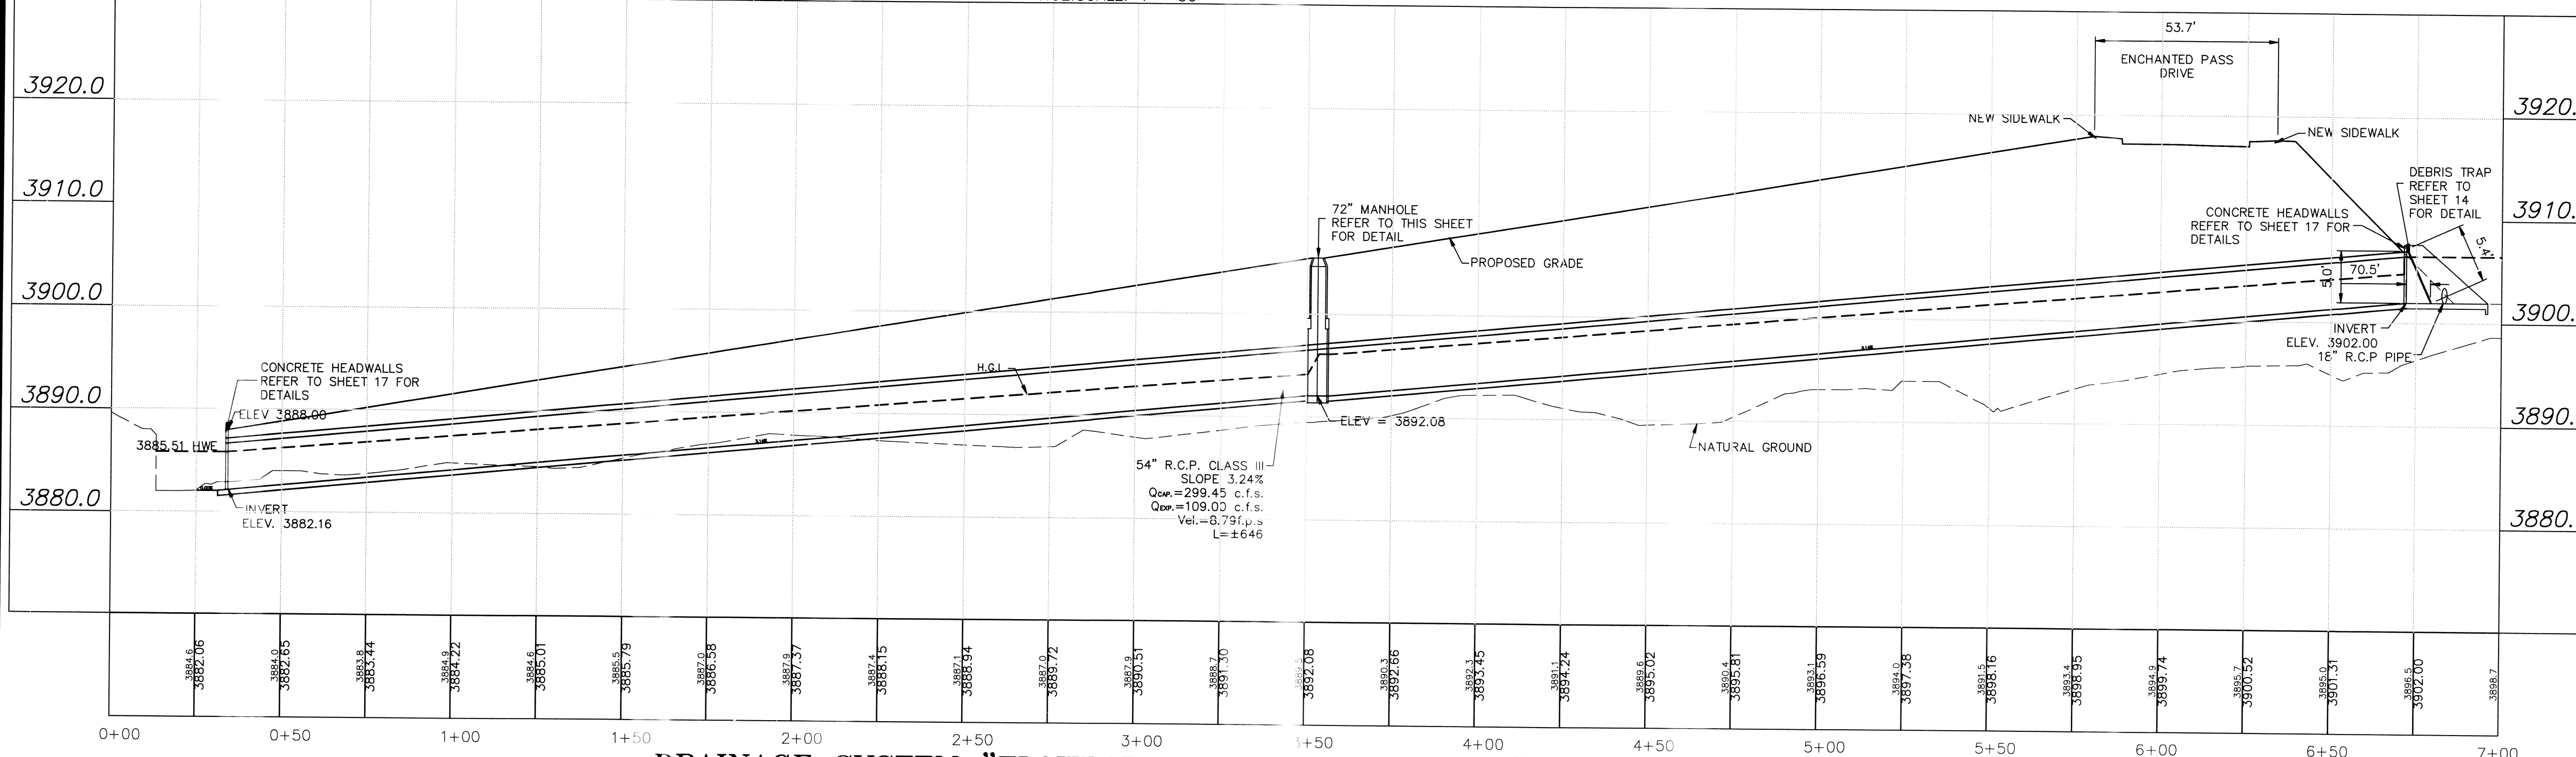 53.7'
ENCHANTED PASS
DRIVE
3920.0
3920.
NEW SIDEWALK
NEW SIDEWALK
3910.0
3910.
DEBRIS TRAP
REFER TO
SHEET 14
FOR DETAIL
CONCRETE HEADWALLS
REFER TO SHEET 17 FOR
DETAILS
72" MANHOLE
REFER TO THIS SHEET
FOR DETAIL
PROPOSED GRADE
5.4'
5.0'
70.5'
3900.0
3900.
INVERT
ELEV. 3902.00
18" R.C.P PIPE
CONCRETE HEADWALLS
REFER TO SHEET 17 FOR
DETAILS
H.G.L
3890.0
3890.
ELEV 3888.00
ELEV = 3892.08
3885.51 HWE
NATURAL GROUND
54" R.C.P. CLASS III
SLOPE 3.24%
QCAP.=299.45 c.f.s.
QEXP.=109.00 c.f.s.
Vel.=8.79f.p.s
L=±646
3880.0
3880.
INVERT
ELEV. 3882.16
3884.6 3882.06
3884.0 3882.65
3883.8 3883.44
3884.9 3884.22
3884.6 3885.01
3885.5 3885.79
3887.0 3886.58
3887.9 3887.37
3887.4 3888.15
3887.1 3888.94
3887.0 3889.72
3887.9 3890.51
3888.7 3891.30
3889.5 3892.08
3890.3 3892.66
3892.3 3893.45
3891.1 3894.24
3889.6 3895.02
3890.4 3895.81
3893.1 3896.59
3894.0 3897.38
3891.5 3898.16
3893.4 3898.95
3894.9 3899.74
3895.7 3900.52
3895.0 3901.31
3896.5 3902.00
3898.7
0+00 0+50 1+00 1+50 2+00 2+50 3+00 3+50 4+00 4+50 5+00 5+50 6+00 6+50 7+00
DRAINAGE SYSTEM